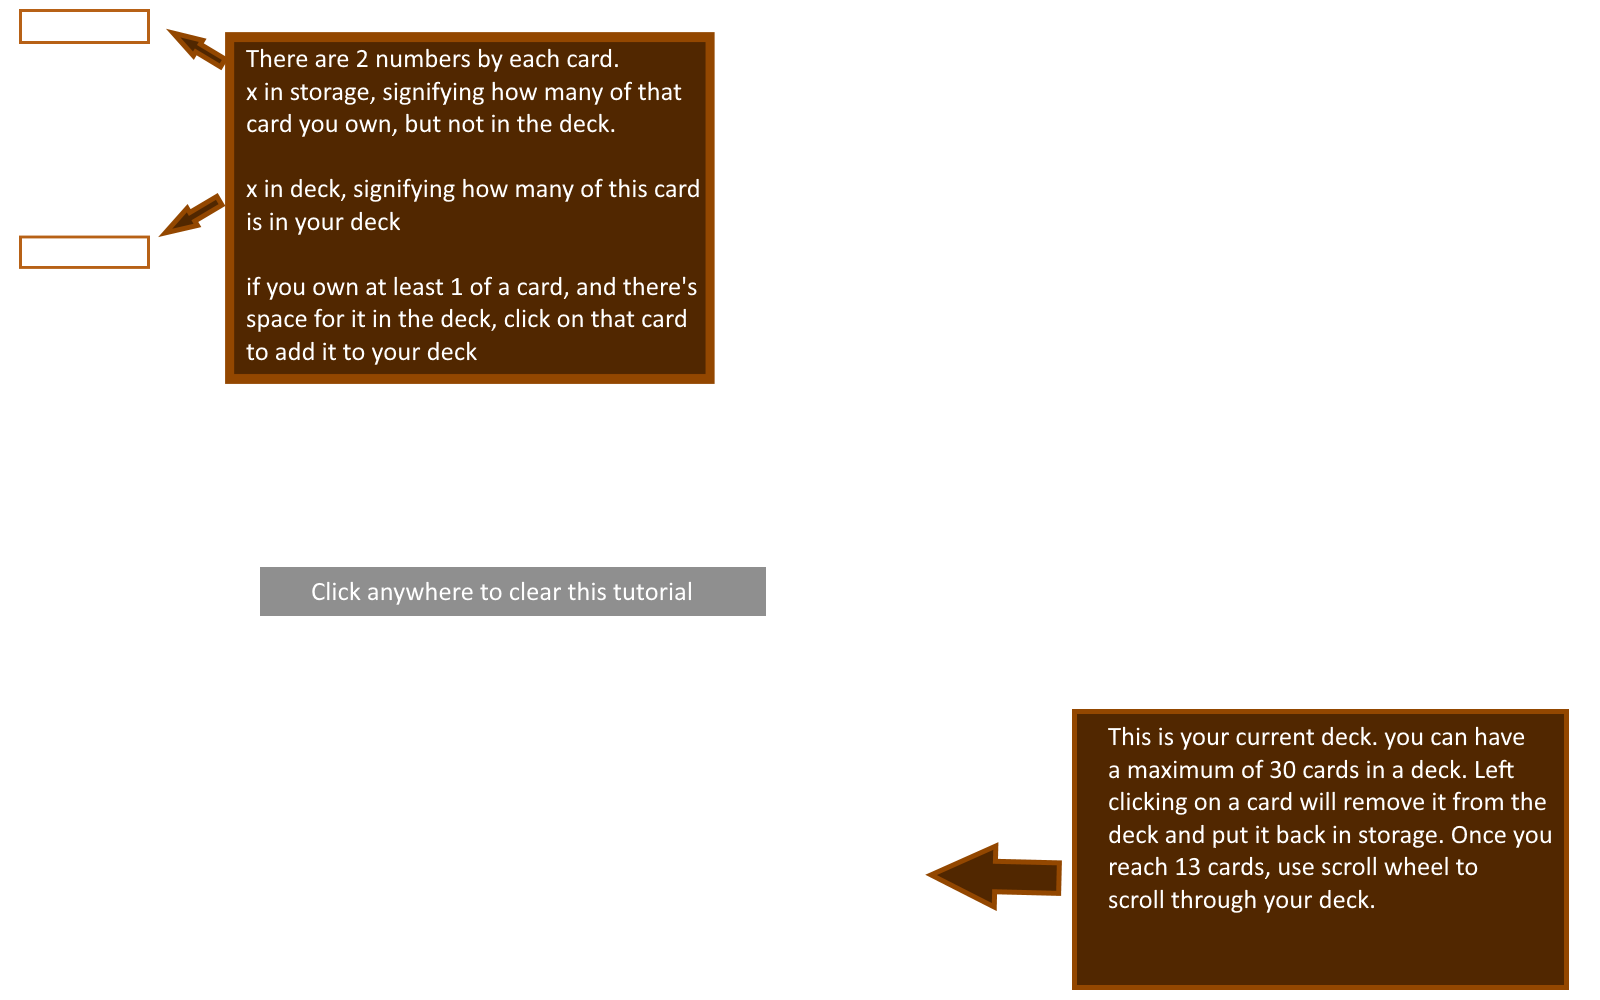 There are 2 numbers by each card.
x in storage, signifying how many of that
card you own, but not in the deck.
x in deck, signifying how many of this card
is in your deck
if you own at least 1 of a card, and there's
space for it in the deck, click on that card
to add it to your deck
Click anywhere to clear this tutorial
This is your current deck. you can have
a maximum of 30 cards in a deck. Left
clicking on a card will remove it from the
deck and put it back in storage. Once you
reach 13 cards, use scroll wheel to
scroll through your deck.